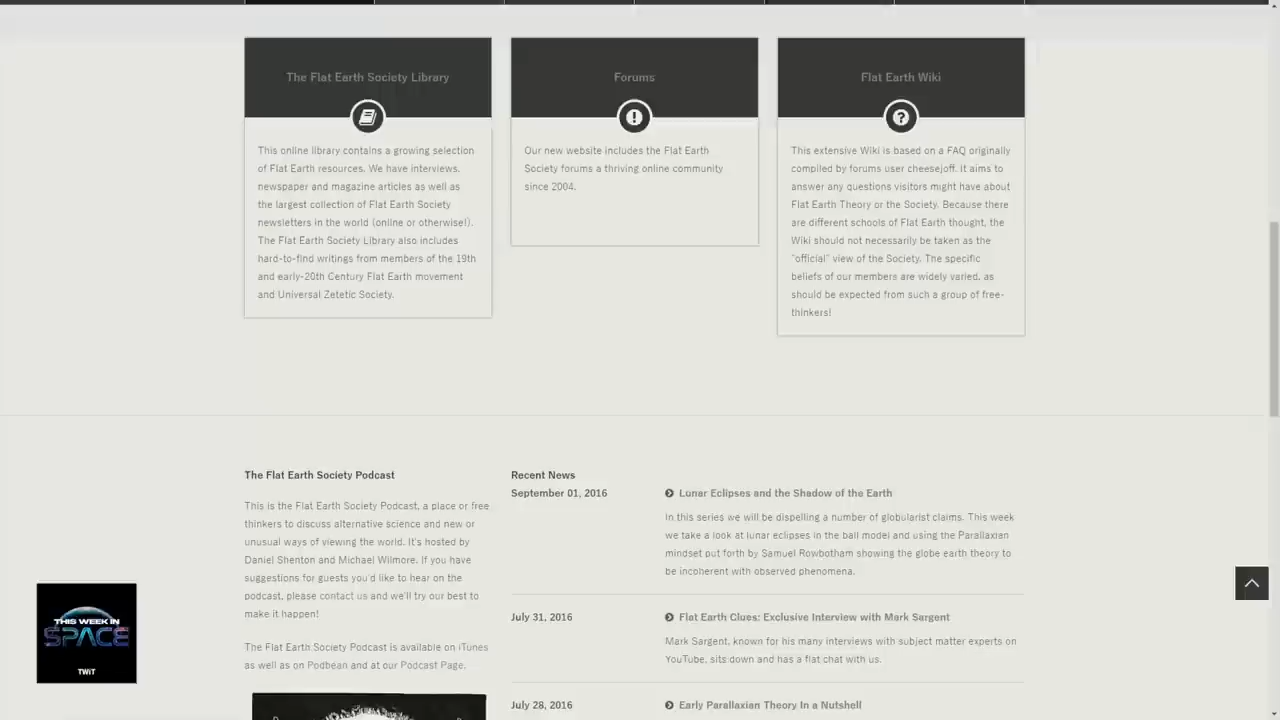 The Flat Earth Society Library
This online library contains a growing selection
of Flat Earth resources. We have interviews,
newspaper and magazine articles as well as
the largest collection of Flat Earth Society
newsletters in the world (online or otherwise!).
The Flat Earth Society Library also includes
hard-to-find writings from members of the 19th
and early-20th Century Flat Earth movement
and Universal Zetetic Society.
Forums
Our new website includes the Flat Earth
Society forums a thriving online community
since 2004.
Flat Earth Wiki
This extensive Wiki is based on a FAQ originally
compiled by forums user cheesejoff. It aims to
answer any questions visitors might have about
Flat Earth Theory or the Society. Because there
are different schools of Flat Earth thought, the
Wiki should not necessarily be taken as the
"official" view of the Society. The specific
beliefs of our members are widely varied, as
should be expected from such a group of free-
thinkers!
The Flat Earth Society Podcast
This is the Flat Earth Society Podcast, a place or free
thinkers to discuss alternative science and new or
unusual ways of viewing the world. It's hosted by
Daniel Shenton and Michael Wilmore. If you have
suggestions for guests you'd like to hear on the
podcast, please contact us and we'll try our best to
make it happen!
The Flat Earth Society Podcast is available on iTunes
as well as on Podbean and at our Podcast Page.
Recent News
September 01, 2016
Lunar Eclipses and the Shadow of the Earth
In this series we will be dispelling a number of globularist claims. This week
we take a look at lunar eclipses in the ball model and using the Parallaxian
mindset put forth by Samuel Rowbotham showing the globe earth theory to
be incoherent with observed phenomena.
July 31, 2016
Flat Earth Clues: Exclusive Interview with Mark Sargent
Mark Sargent, known for his many interviews with subject matter experts on
YouTube, sits down and has a flat chat with us.
July 28, 2016
Early Parallaxian Theory In a Nutshell
THIS WEEK IN
SPACE
TWiT